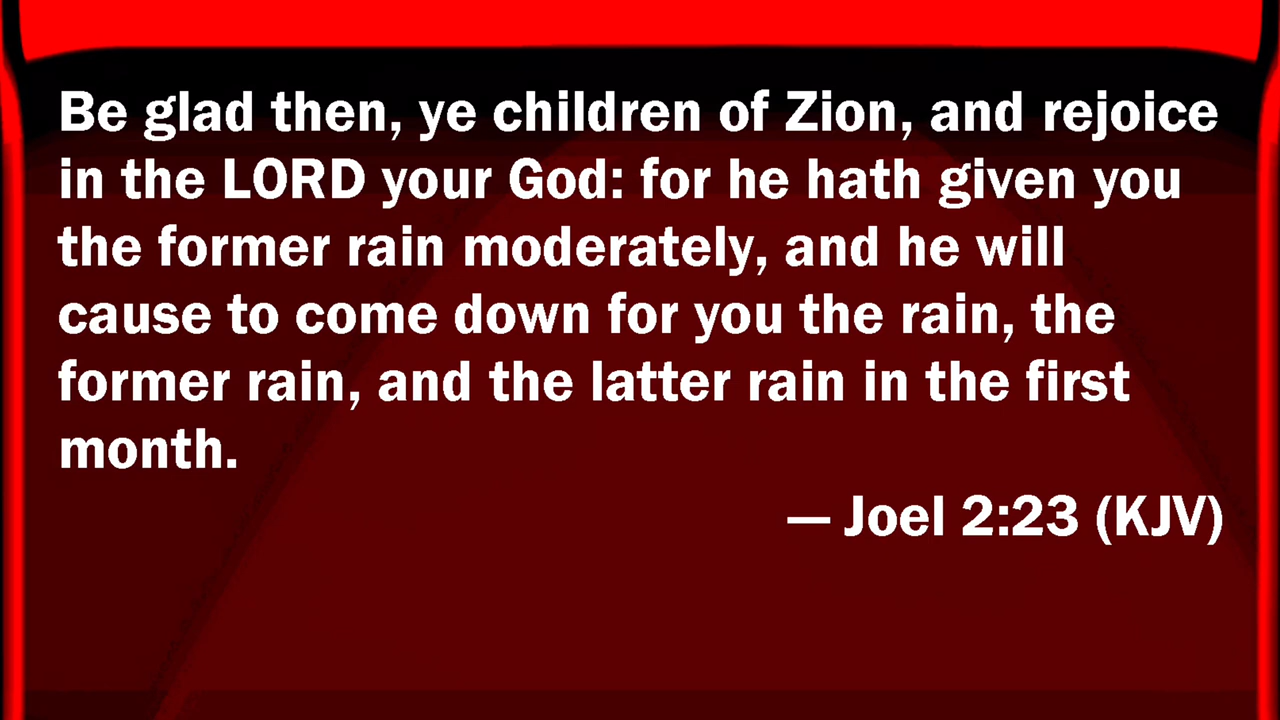 Be glad then, ye children of Zion, and rejoice
in the LORD your God: for he hath given you
the former rain moderately, and he will
cause to come down for you the rain, the
former rain, and the latter rain in the first
month.
— Joel 2:23 (KJV)